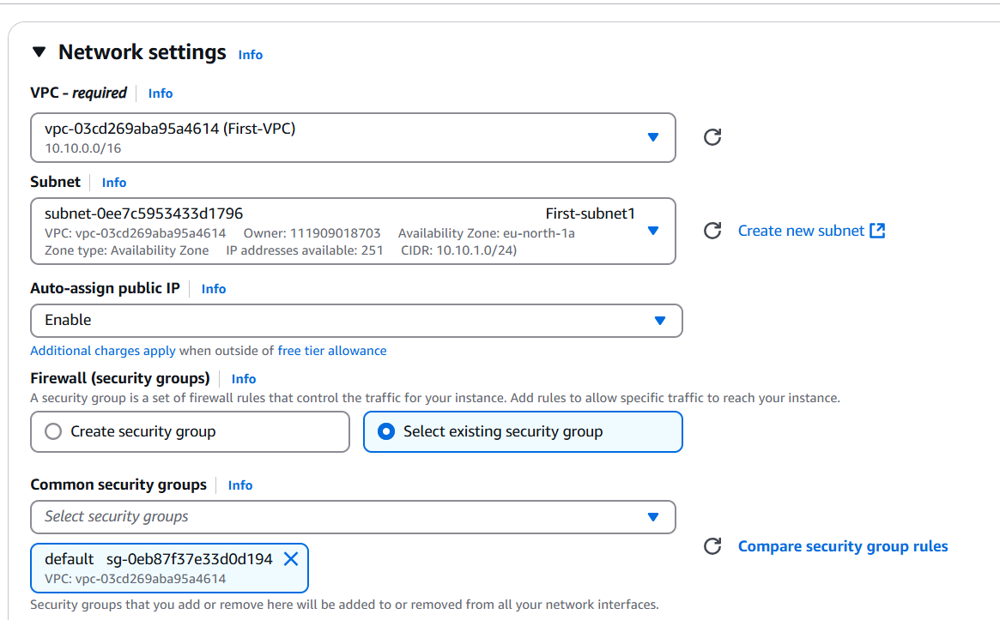 Network settings Info
VPC - required Info
vpc-03cd269aba95a4614 (First-VPC)
10.10.0.0/16
Subnet Info
subnet-0ee7c5953433d1796 First-subnet1
VPC: vpc-03cd269aba95a4614 Owner: 111909018703 Availability Zone: eu-north-1a
Zone type: Availability Zone IP addresses available: 251 CIDR: 10.10.1.0/24)
Create new subnet
Auto-assign public IP Info
Enable
Additional charges apply when outside of free tier allowance
Firewall (security groups) Info
A security group is a set of firewall rules that control the traffic for your instance. Add rules to allow specific traffic to reach your instance.
Create security group Select existing security group
Common security groups Info
Select security groups
default sg-0eb87f37e33d0d194
VPC: vpc-03cd269aba95a4614
Compare security group rules
Security groups that you add or remove here will be added to or removed from all your network interfaces.